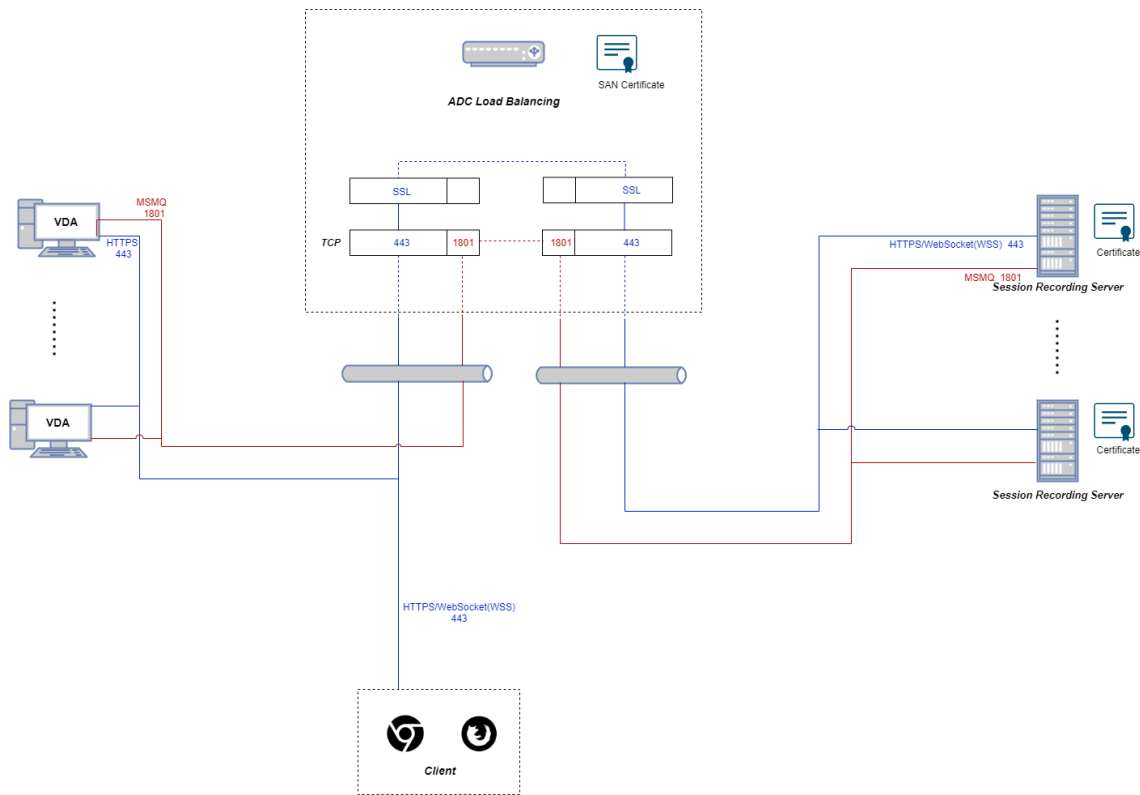 SAN Certificate
ADC Load Balancing
SSL
SSL
TCP
443
1801
1801
443
VDA
MSMQ
1801
HTTPS
443
VDA
HTTPS/WebSocket(WSS) 443
MSMQ 1801
Certificate
Session Recording Server
Certificate
Session Recording Server
HTTPS/WebSocket(WSS)
443
Client